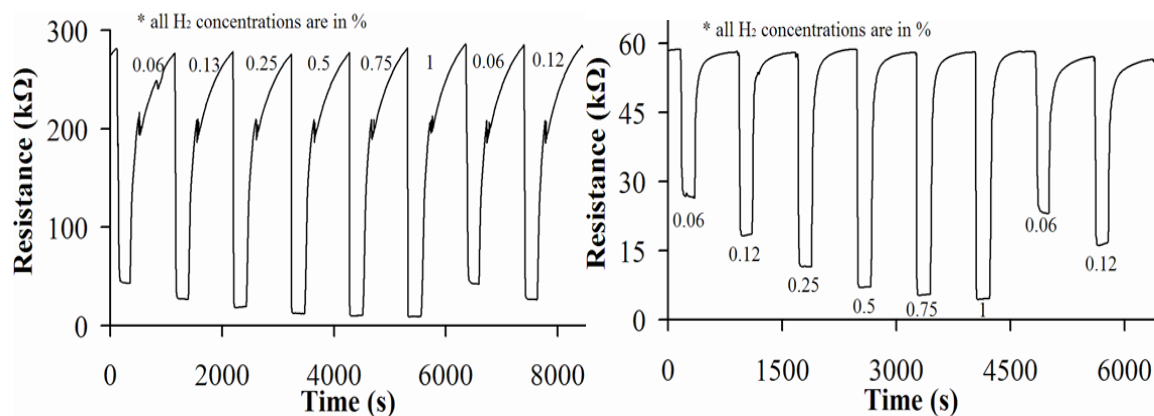 * all H₂ concentrations are in %
Resistance (kΩ)
300
200
100
0
0.06 0.13 0.25 0.5 0.75 1 0.06 0.12
0 2000 4000 6000 8000
Time (s)
* all H₂ concentrations are in %
Resistance (kΩ)
60
45
30
15
0
0.06
0.12
0.25
0.5
0.75
1
0.06
0.12
0 1500 3000 4500 6000
Time (s)